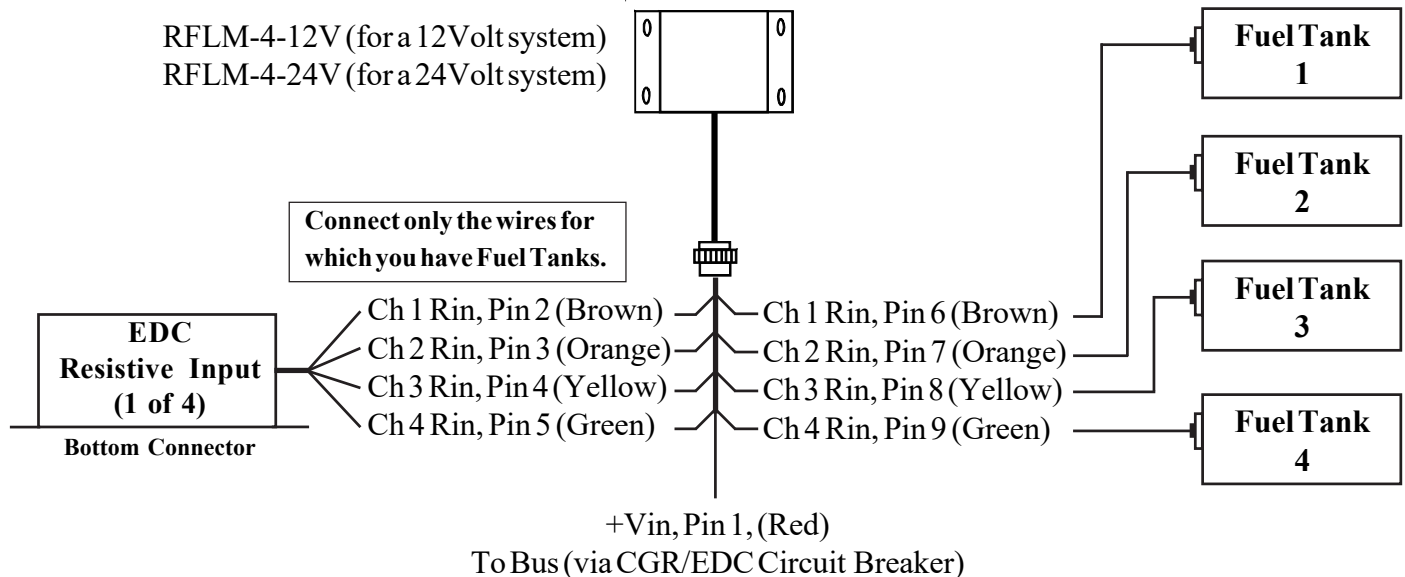 RFLM-4-12V (for a 12Volt system)
RFLM-4-24V (for a 24Volt system)
Fuel Tank
1
Fuel Tank
2
Connect only the wires for
which you have Fuel Tanks.
Fuel Tank
3
EDC
Resistive Input
(1 of 4)
Bottom Connector
Ch 1 Rin, Pin 2 (Brown)
Ch 2 Rin, Pin 3 (Orange)
Ch 3 Rin, Pin 4 (Yellow)
Ch 4 Rin, Pin 5 (Green)
Ch 1 Rin, Pin 6 (Brown)
Ch 2 Rin, Pin 7 (Orange)
Ch 3 Rin, Pin 8 (Yellow)
Ch 4 Rin, Pin 9 (Green)
Fuel Tank
4
+Vin, Pin 1, (Red)
To Bus (via CGR/EDC Circuit Breaker)